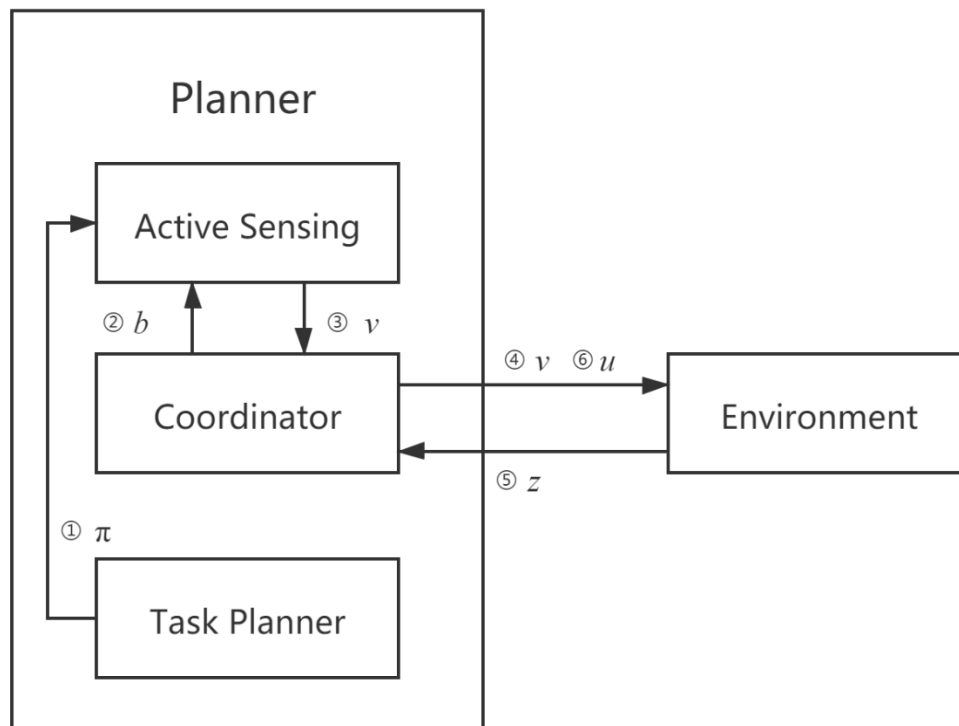 Planner
Active Sensing
② b
③ v
④ v ⑥ u
Coordinator
Environment
⑤ z
① π
Task Planner